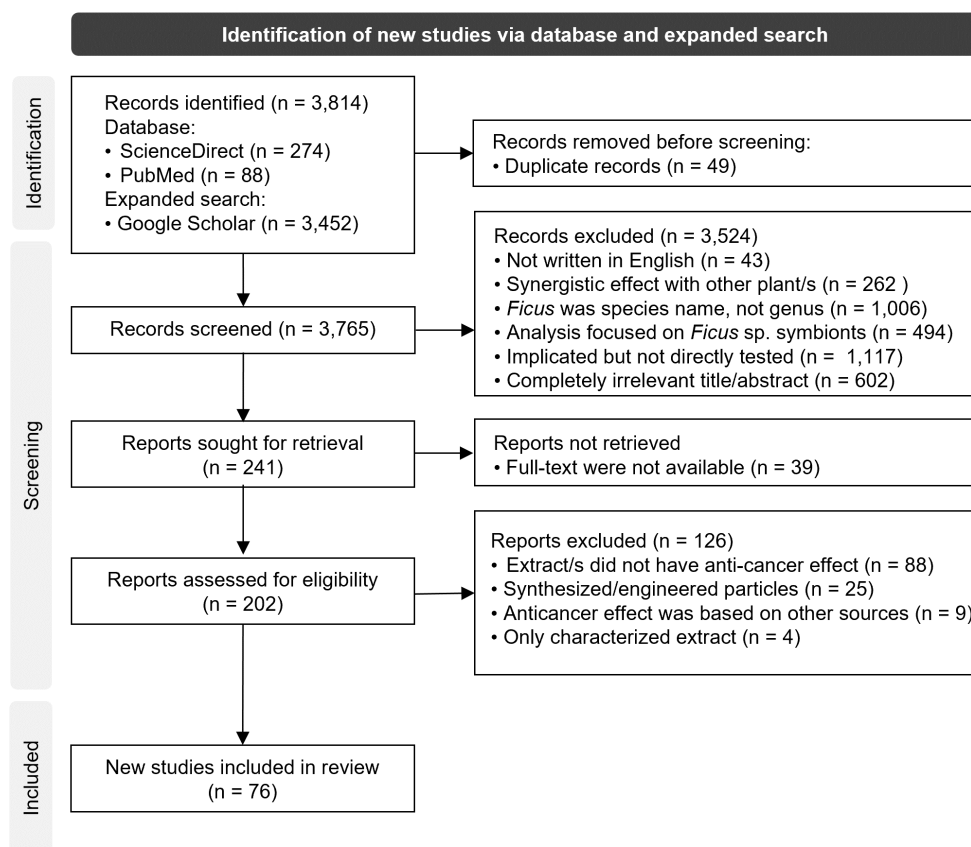 Identification of new studies via database and expanded search
Identification
Records identified (n = 3,814)
Database:
• ScienceDirect (n = 274)
• PubMed (n = 88)
Expanded search:
• Google Scholar (n = 3,452)
Records removed before screening:
• Duplicate records (n = 49)
Screening
Records screened (n = 3,765)
Records excluded (n = 3,524)
• Not written in English (n = 43)
• Synergistic effect with other plant/s (n = 262 )
• Ficus was species name, not genus (n = 1,006)
• Analysis focused on Ficus sp. symbionts (n = 494)
• Implicated but not directly tested (n =  1,117)
• Completely irrelevant title/abstract (n = 602)
Reports sought for retrieval
(n = 241)
Reports not retrieved
• Full-text were not available (n = 39)
Reports assessed for eligibility
(n = 202)
Reports excluded (n = 126)
• Extract/s did not have anti-cancer effect (n = 88)
• Synthesized/engineered particles (n = 25)
• Anticancer effect was based on other sources (n = 9)
• Only characterized extract (n = 4)
Included
New studies included in review
(n = 76)